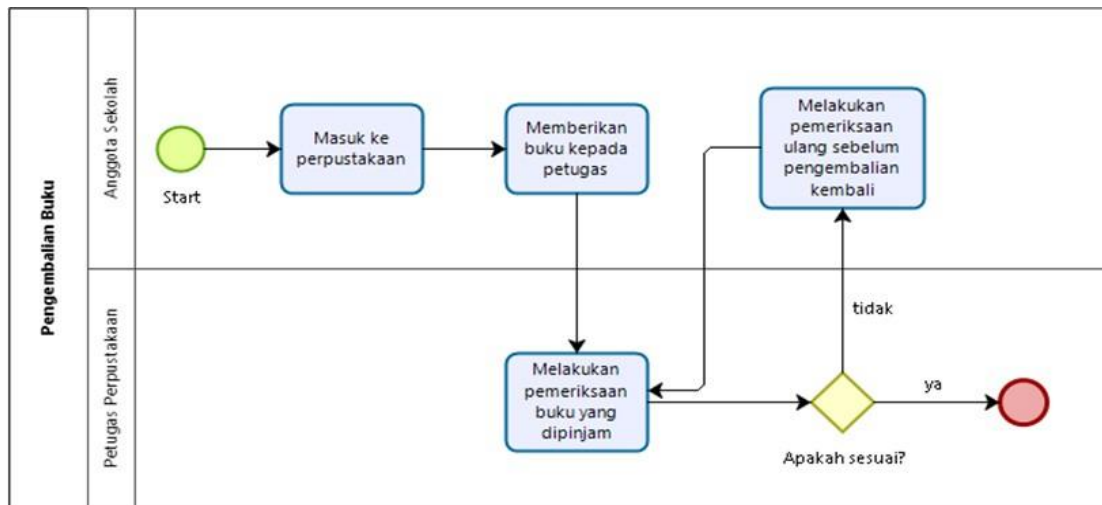 Pengembalian Buku
Anggota Sekolah
Start
Masuk ke
perpustakaan
Memberikan
buku kepada
petugas
Melakukan
pemeriksaan
ulang sebelum
pengembalian
kembali
Petugas Perpustakaan
Melakukan
pemeriksaan
buku yang
dipinjam
Apakah sesuai?
tidak
ya